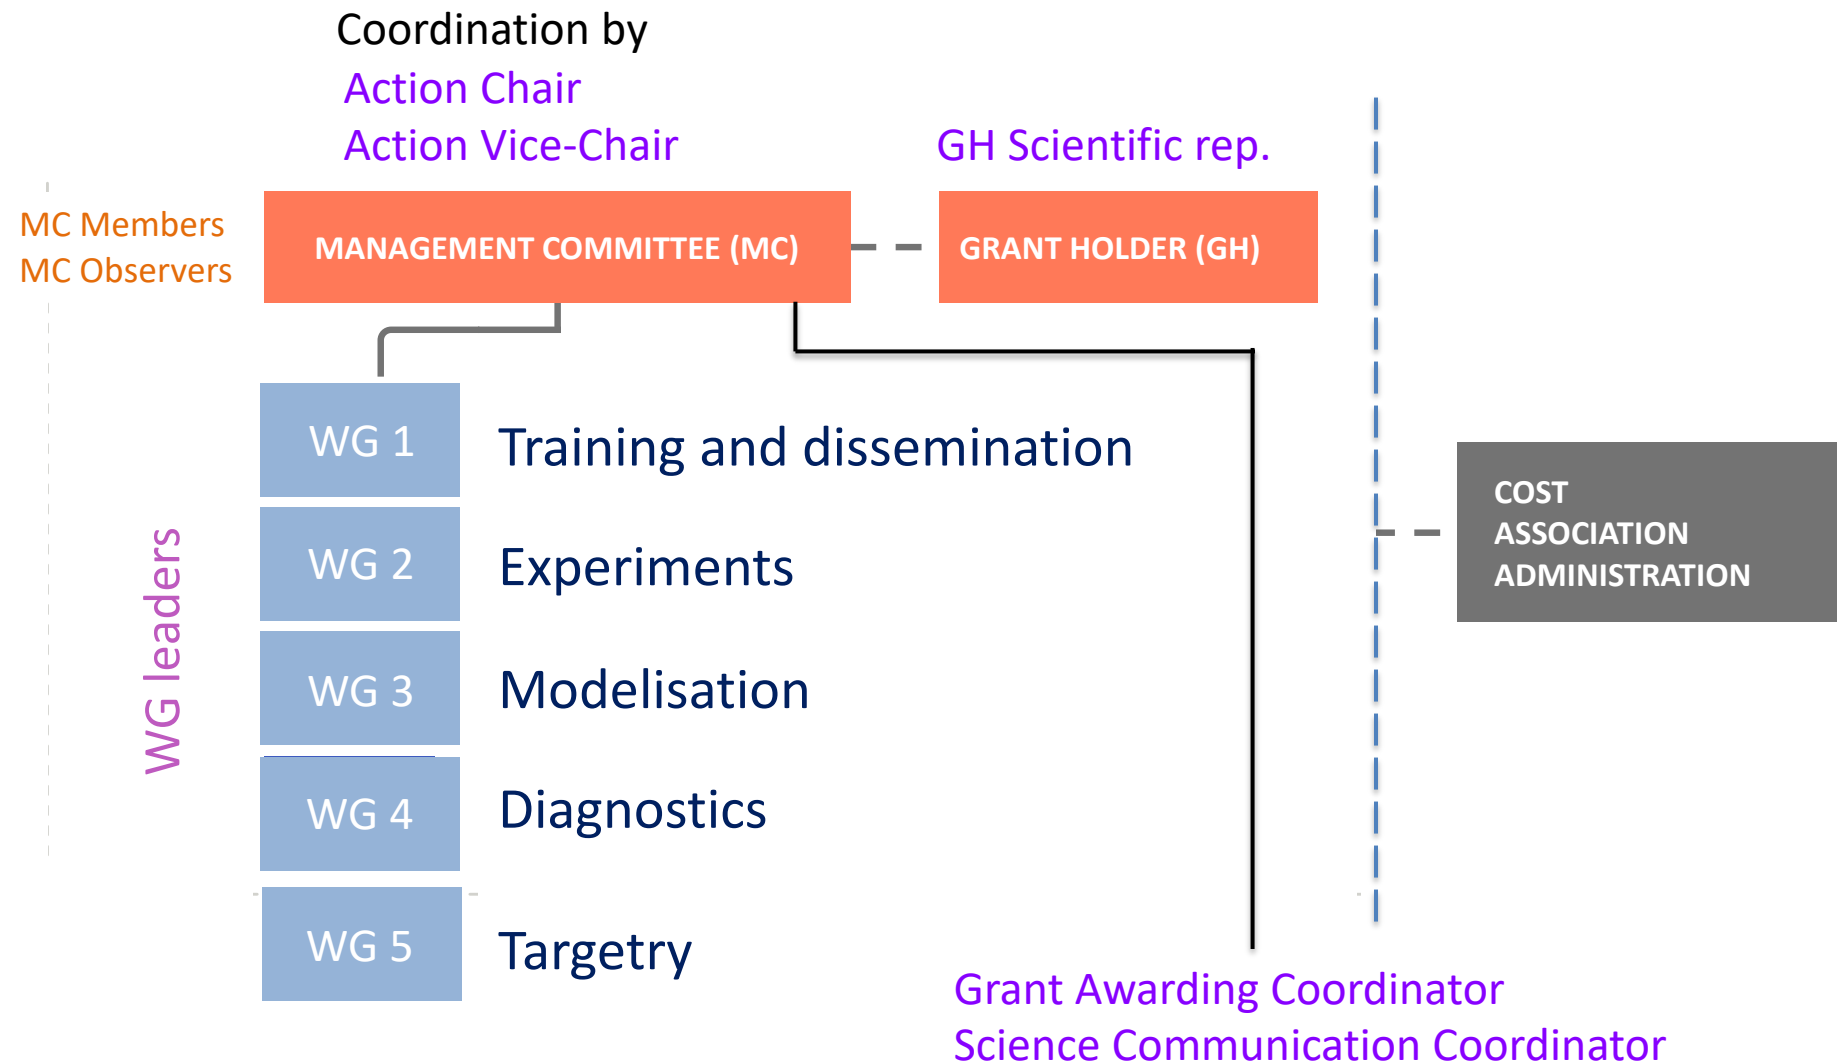 Coordination by
Action Chair
Action Vice-Chair
GH Scientific rep.
MC Members
MC Observers
MANAGEMENT COMMITTEE (MC)
GRANT HOLDER (GH)
WG leaders
WG 1
Training and dissemination
WG 2
Experiments
WG 3
Modelisation
WG 4
Diagnostics
WG 5
Targetry
COST
ASSOCIATION
ADMINISTRATION
Grant Awarding Coordinator
Science Communication Coordinator